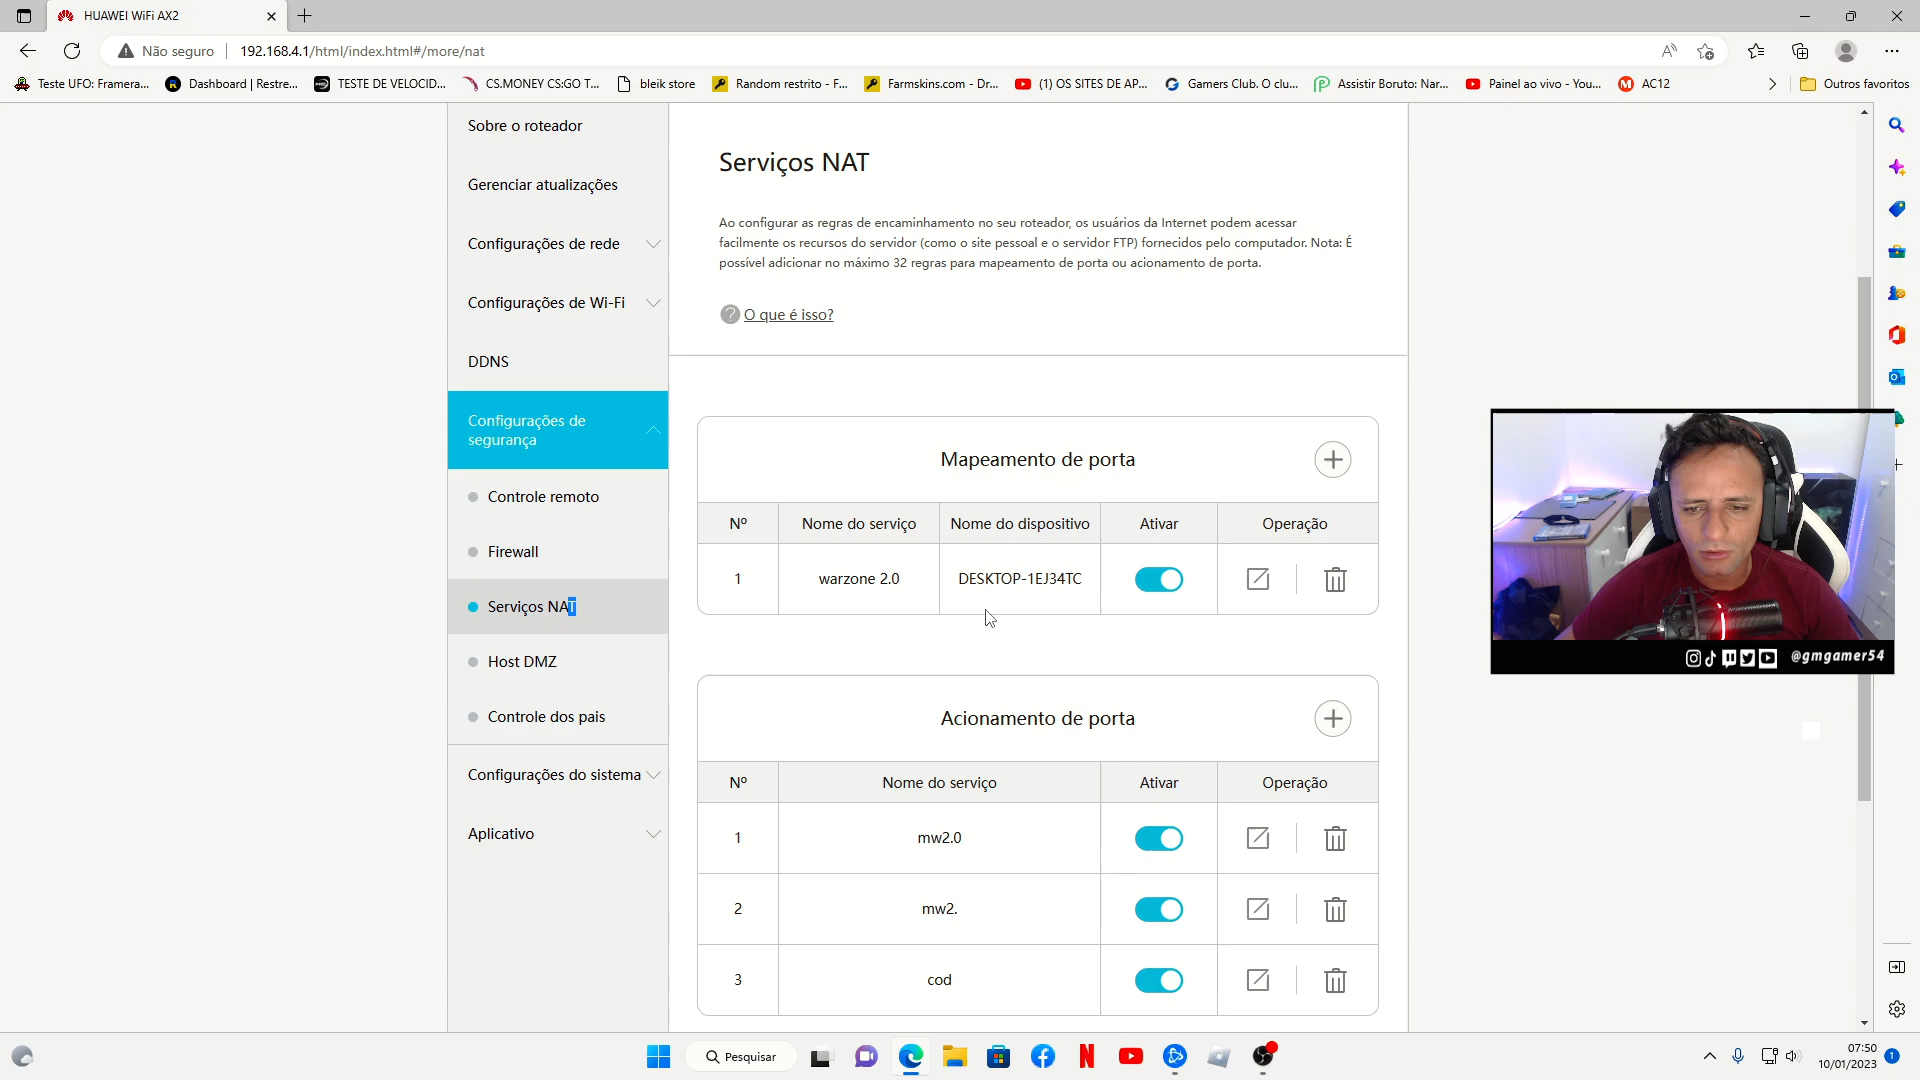 HUAWEI WiFi AX2
Não seguro
192.168.4.1/html/index.html#/more/nat
Teste UFO: Framera...
Dashboard | Restre...
TESTE DE VELOCID...
CS.MONEY CS:GO T...
bleik store
Random restrito - F...
Farmskins.com - Dr...
(1) OS SITES DE AP...
Gamers Club. O clu...
Assistir Boruto: Nar...
Painel ao vivo - You...
AC12
Outros favoritos
Sobre o roteador
Gerenciar atualizações
Configurações de rede
Configurações de Wi-Fi
DDNS
Configurações de
segurança
Controle remoto
Firewall
Serviços NAT
Host DMZ
Controle dos pais
Configurações do sistema
Aplicativo
Serviços NAT
Ao configurar as regras de encaminhamento no seu roteador, os usuários da Internet podem acessar
facilmente os recursos do servidor (como o site pessoal e o servidor FTP) fornecidos pelo computador. Nota: É
possível adicionar no máximo 32 regras para mapeamento de porta ou acionamento de porta.
? O que é isso?
Mapeamento de porta
Nº Nome do serviço Nome do dispositivo Ativar Operação
1 warzone 2.0 DESKTOP-1EJ34TC
Acionamento de porta
Nº Nome do serviço Ativar Operação
1 mw2.0
2 mw2.
3 cod
@gmgamer54
Pesquisar
07:50
10/01/2023
1